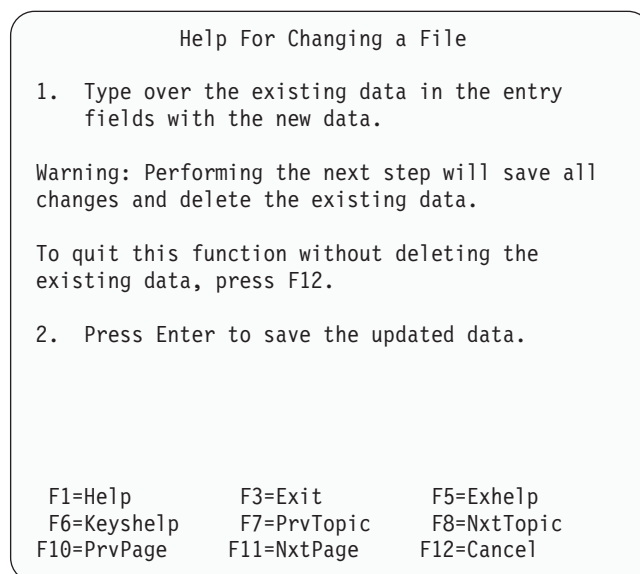 Help For Changing a File
1. Type over the existing data in the entry
fields with the new data.
Warning: Performing the next step will save all
changes and delete the existing data.
To quit this function without deleting the
existing data, press F12.
2. Press Enter to save the updated data.
F1=Help F3=Exit F5=Exhelp
F6=Keyshelp F7=PrvTopic F8=NxtTopic
F10=PrvPage F11=NxtPage F12=Cancel